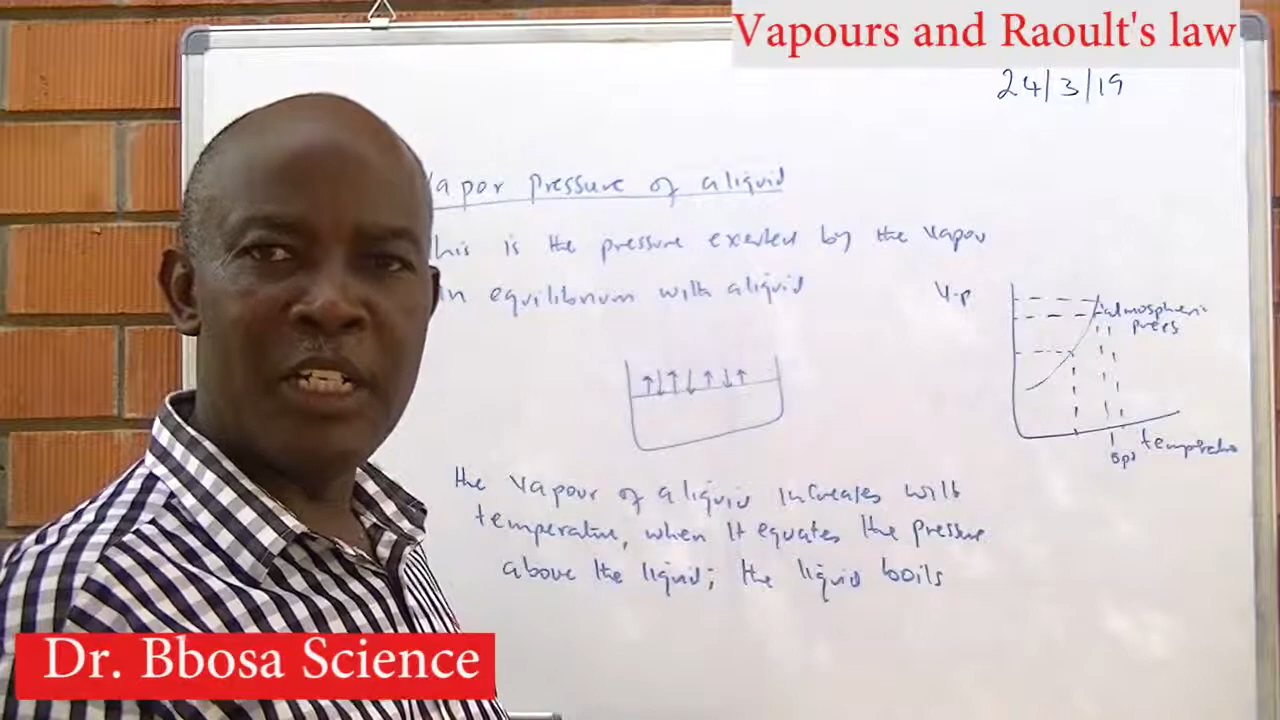 Vapours and Raoult's law
24/3/19
apor pressure of a liquid
his is the pressure exerted by the vapor
in equilibrium with a liquid
V.p
atmospheric
press
temperature
bpt
the vapour of a liquid increases with
temperature, when it equates the pressure
above the liquid; the liquid boils
Dr. Bbosa Science